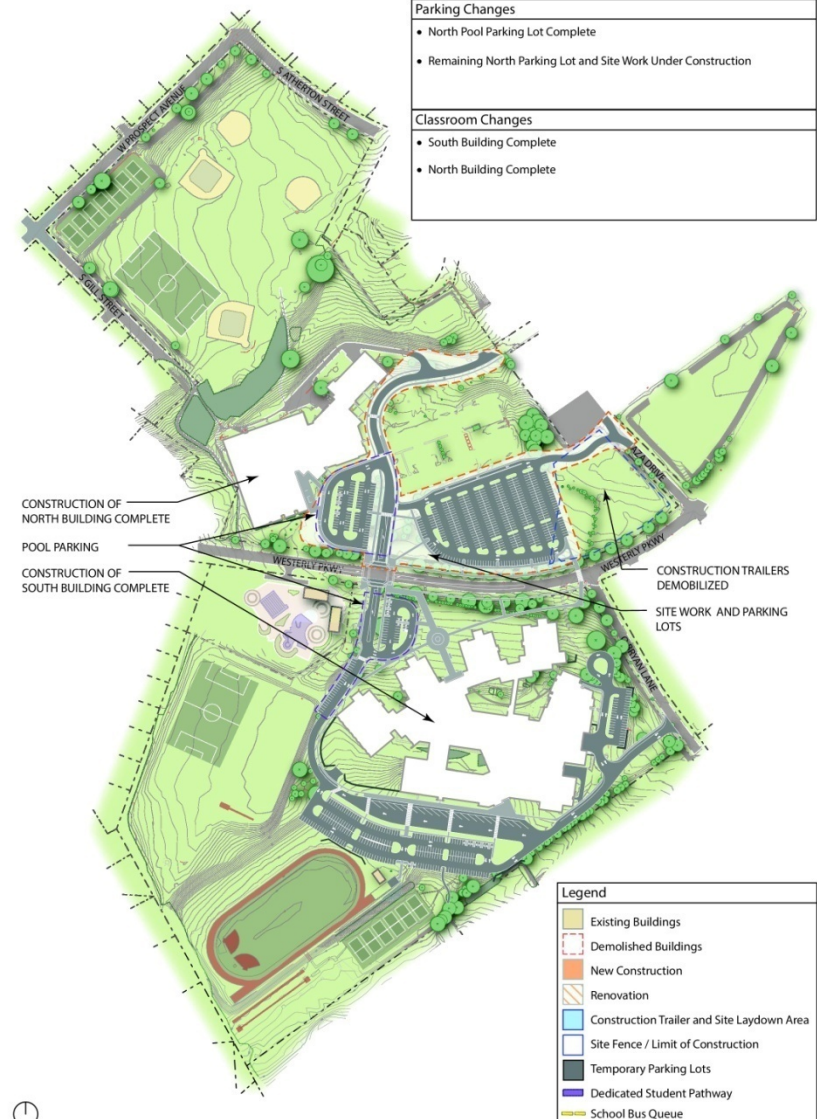 Parking Changes
• North Pool Parking Lot Complete
• Remaining North Parking Lot and Site Work Under Construction
Classroom Changes
• South Building Complete
• North Building Complete
W PROSPECT AVENUE
S ATHERTON STREET
S GILL STREET
AZA DRIVE
CONSTRUCTION OF
NORTH BUILDING COMPLETE
POOL PARKING
CONSTRUCTION OF
SOUTH BUILDING COMPLETE
WESTERLY PKWY
WESTERLY PKWY
CONSTRUCTION TRAILERS
DEMOBILIZED
SITE WORK AND PARKING
LOTS
LANE
Legend
Existing Buildings
Demolished Buildings
New Construction
Renovation
Construction Trailer and Site Laydown Area
Site Fence / Limit of Construction
Temporary Parking Lots
Dedicated Student Pathway
School Bus Queue